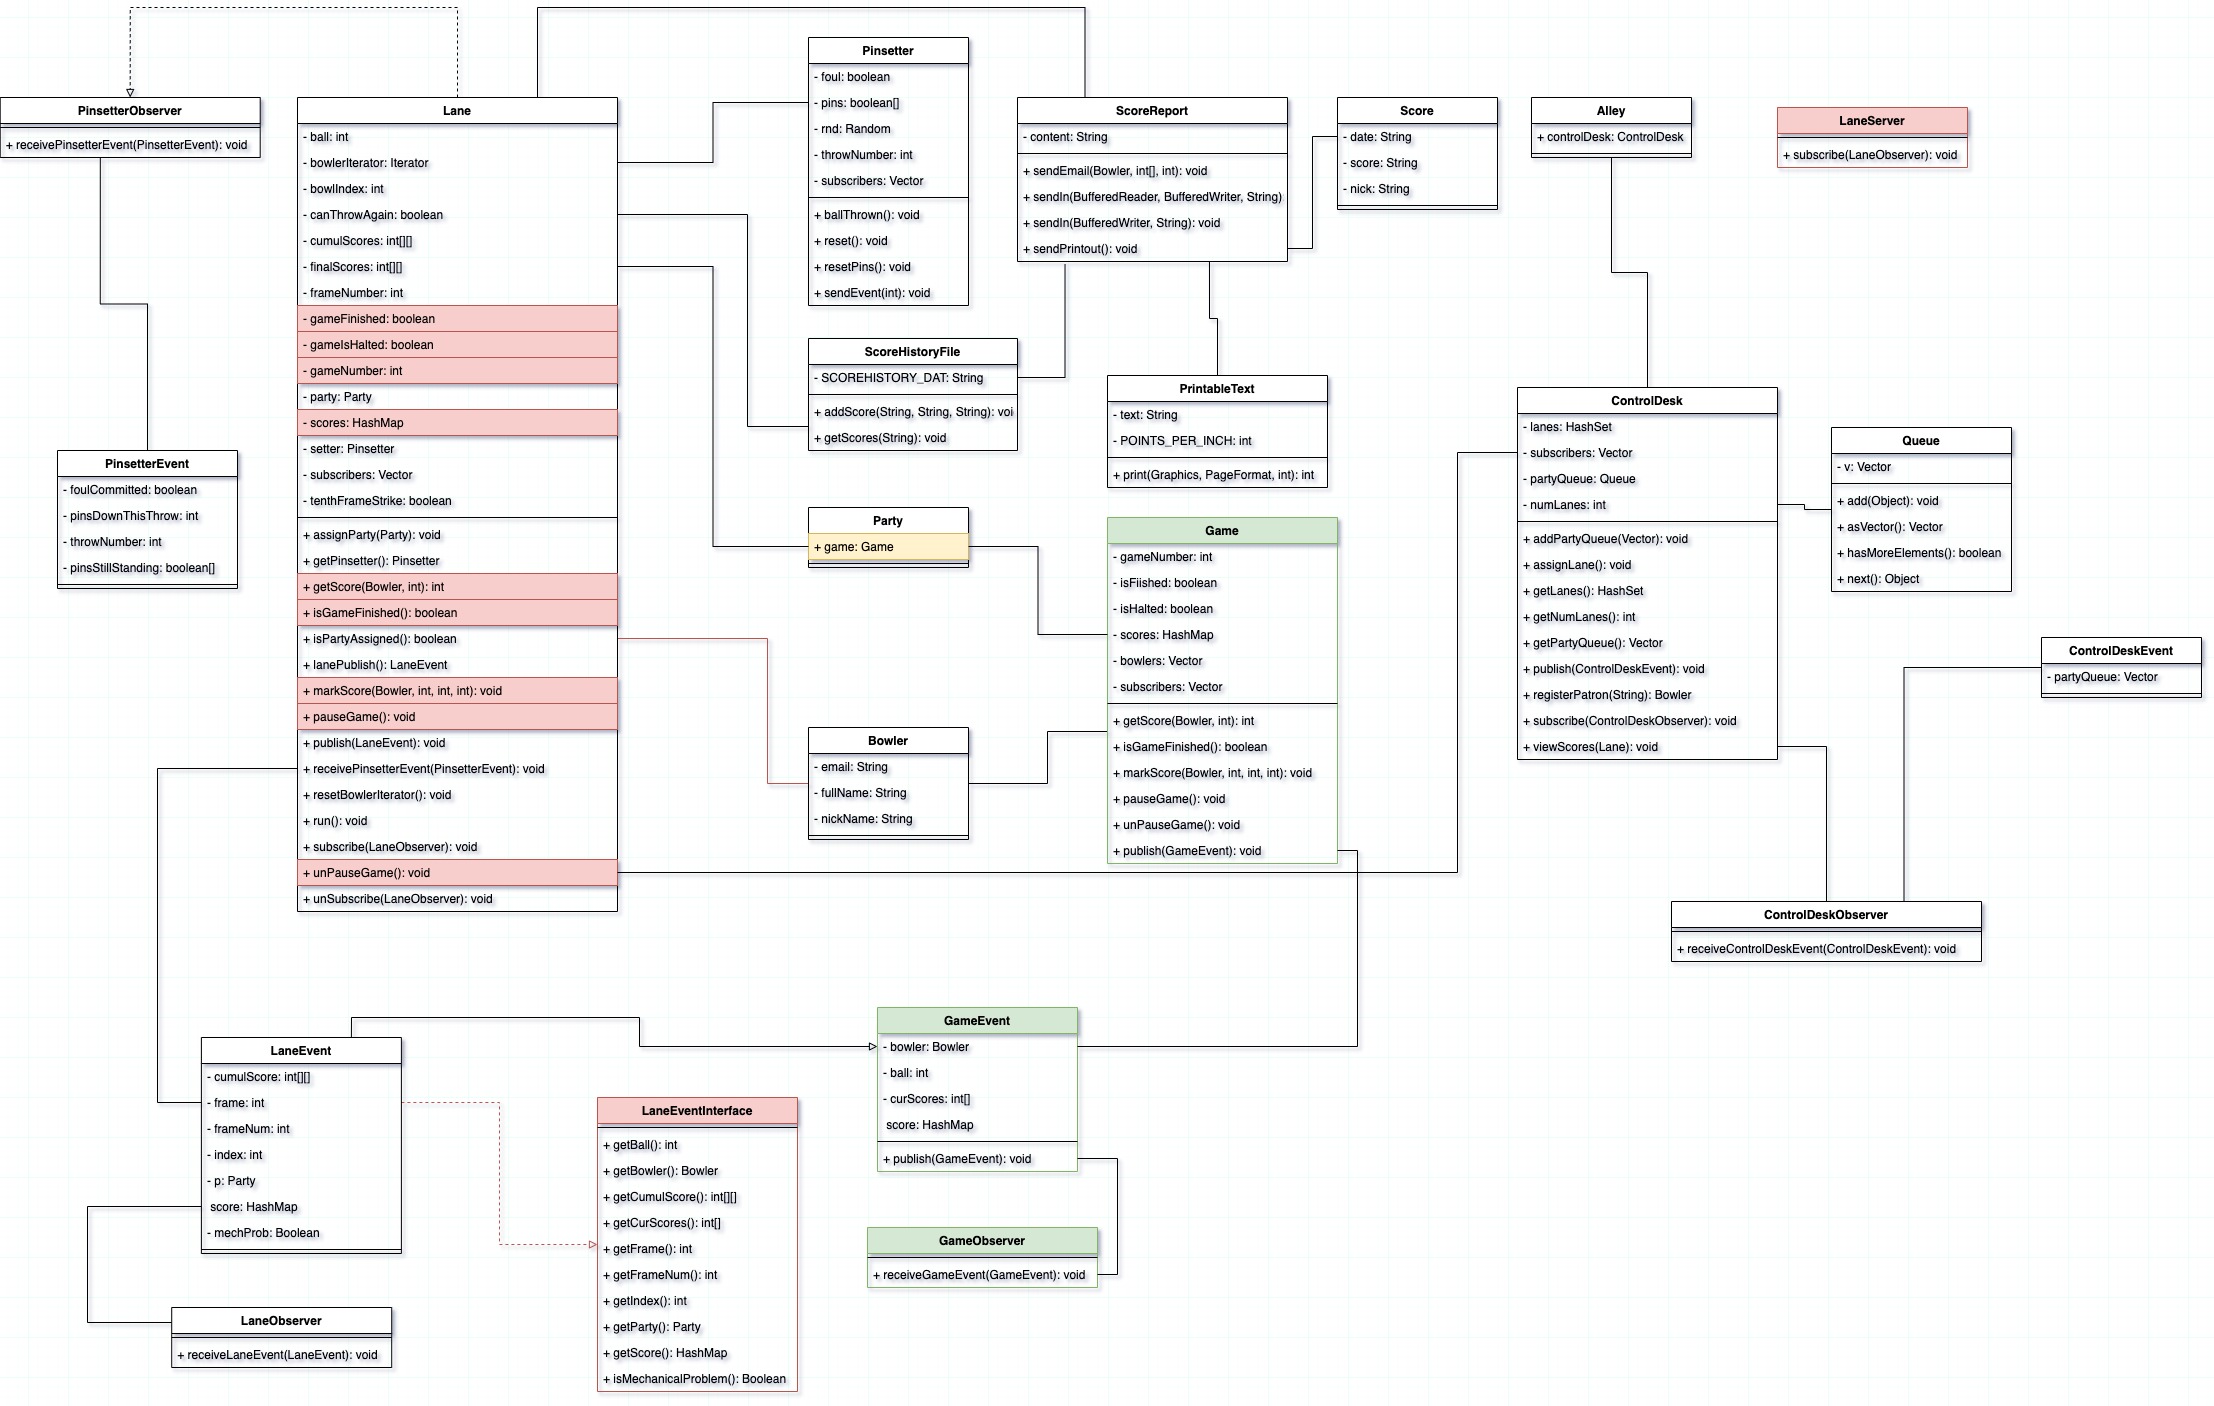 PinsetterObserver
+ receivePinsetterEvent(PinsetterEvent): void
PinsetterEvent
- foulCommitted: boolean
- pinsDownThisThrow: int
- throwNumber: int
- pinsStillStanding: boolean[]
Lane
- ball: int
- bowlerIterator: Iterator
- bowlIndex: int
- canThrowAgain: boolean
- cumulScores: int[][]
- finalScores: int[][]
- frameNumber: int
- gameFinished: boolean
- gameIsHalted: boolean
- gameNumber: int
- party: Party
- scores: HashMap
- setter: Pinsetter
- subscribers: Vector
- tenthFrameStrike: boolean
+ assignParty(Party): void
+ getPinsetter(): Pinsetter
+ getScore(Bowler, int): int
+ isGameFinished(): boolean
+ isPartyAssigned(): boolean
+ lanePublish(): LaneEvent
+ markScore(Bowler, int, int, int): void
+ pauseGame(): void
+ publish(LaneEvent): void
+ receivePinsetterEvent(PinsetterEvent): void
+ resetBowlerIterator(): void
+ run(): void
+ subscribe(LaneObserver): void
+ unPauseGame(): void
+ unSubscribe(LaneObserver): void
Pinsetter
- foul: boolean
- pins: boolean[]
- rnd: Random
- throwNumber: int
- subscribers: Vector
+ ballThrown(): void
+ reset(): void
+ resetPins(): void
+ sendEvent(int): void
ScoreHistoryFile
- SCOREHISTORY_DAT: String
+ addScore(String, String, String): voi
+ getScores(String): void
Party
+ game: Game
Bowler
- email: String
- fullName: String
- nickName: String
ScoreReport
- content: String
+ sendEmail(Bowler, int[], int): void
+ sendIn(BufferedReader, BufferedWriter, String)
+ sendIn(BufferedWriter, String): void
+ sendPrintout(): void
Score
- date: String
- score: String
- nick: String
PrintableText
- text: String
- POINTS_PER_INCH: int
+ print(Graphics, PageFormat, int): int
Game
- gameNumber: int
- isFiished: boolean
- isHalted: boolean
- scores: HashMap
- bowlers: Vector
- subscribers: Vector
+ getScore(Bowler, int): int
+ isGameFinished(): boolean
+ markScore(Bowler, int, int, int): void
+ pauseGame(): void
+ unPauseGame(): void
+ publish(GameEvent): void
Alley
+ controlDesk: ControlDesk
LaneServer
+ subscribe(LaneObserver): void
ControlDesk
- lanes: HashSet
- subscribers: Vector
- partyQueue: Queue
- numLanes: int
+ addPartyQueue(Vector): void
+ assignLane(): void
+ getLanes(): HashSet
+ getNumLanes(): int
+ getPartyQueue(): Vector
+ publish(ControlDeskEvent): void
+ registerPatron(String): Bowler
+ subscribe(ControlDeskObserver): void
+ viewScores(Lane): void
Queue
- v: Vector
+ add(Object): void
+ asVector(): Vector
+ hasMoreElements(): boolean
+ next(): Object
ControlDeskEvent
- partyQueue: Vector
ControlDeskObserver
+ receiveControlDeskEvent(ControlDeskEvent): void
LaneEvent
- cumulScore: int[][]
- frame: int
- frameNum: int
- index: int
- p: Party
score: HashMap
- mechProb: Boolean
LaneObserver
+ receiveLaneEvent(LaneEvent): void
LaneEventInterface
+ getBall(): int
+ getBowler(): Bowler
+ getCumulScore(): int[][]
+ getCurScores(): int[]
+ getFrame(): int
+ getFrameNum(): int
+ getIndex(): int
+ getParty(): Party
+ getScore(): HashMap
+ isMechanicalProblem(): Boolean
GameEvent
- bowler: Bowler
- ball: int
- curScores: int[]
score: HashMap
+ publish(GameEvent): void
GameObserver
+ receiveGameEvent(GameEvent): void